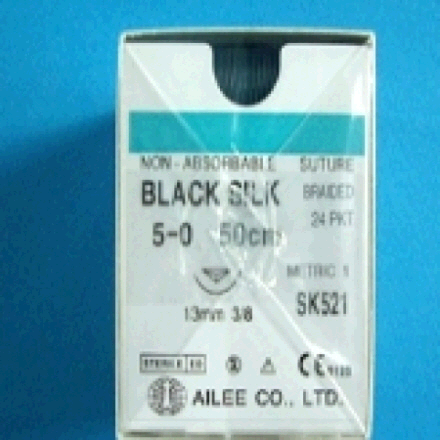 NON-ABSORBABLE SUTURE
BLACK SILK BRAIDED
24 PKT
5-0 50cm
METRIC 1
13mm 3/8 SK521
STERILE
AILEE CO., LTD.